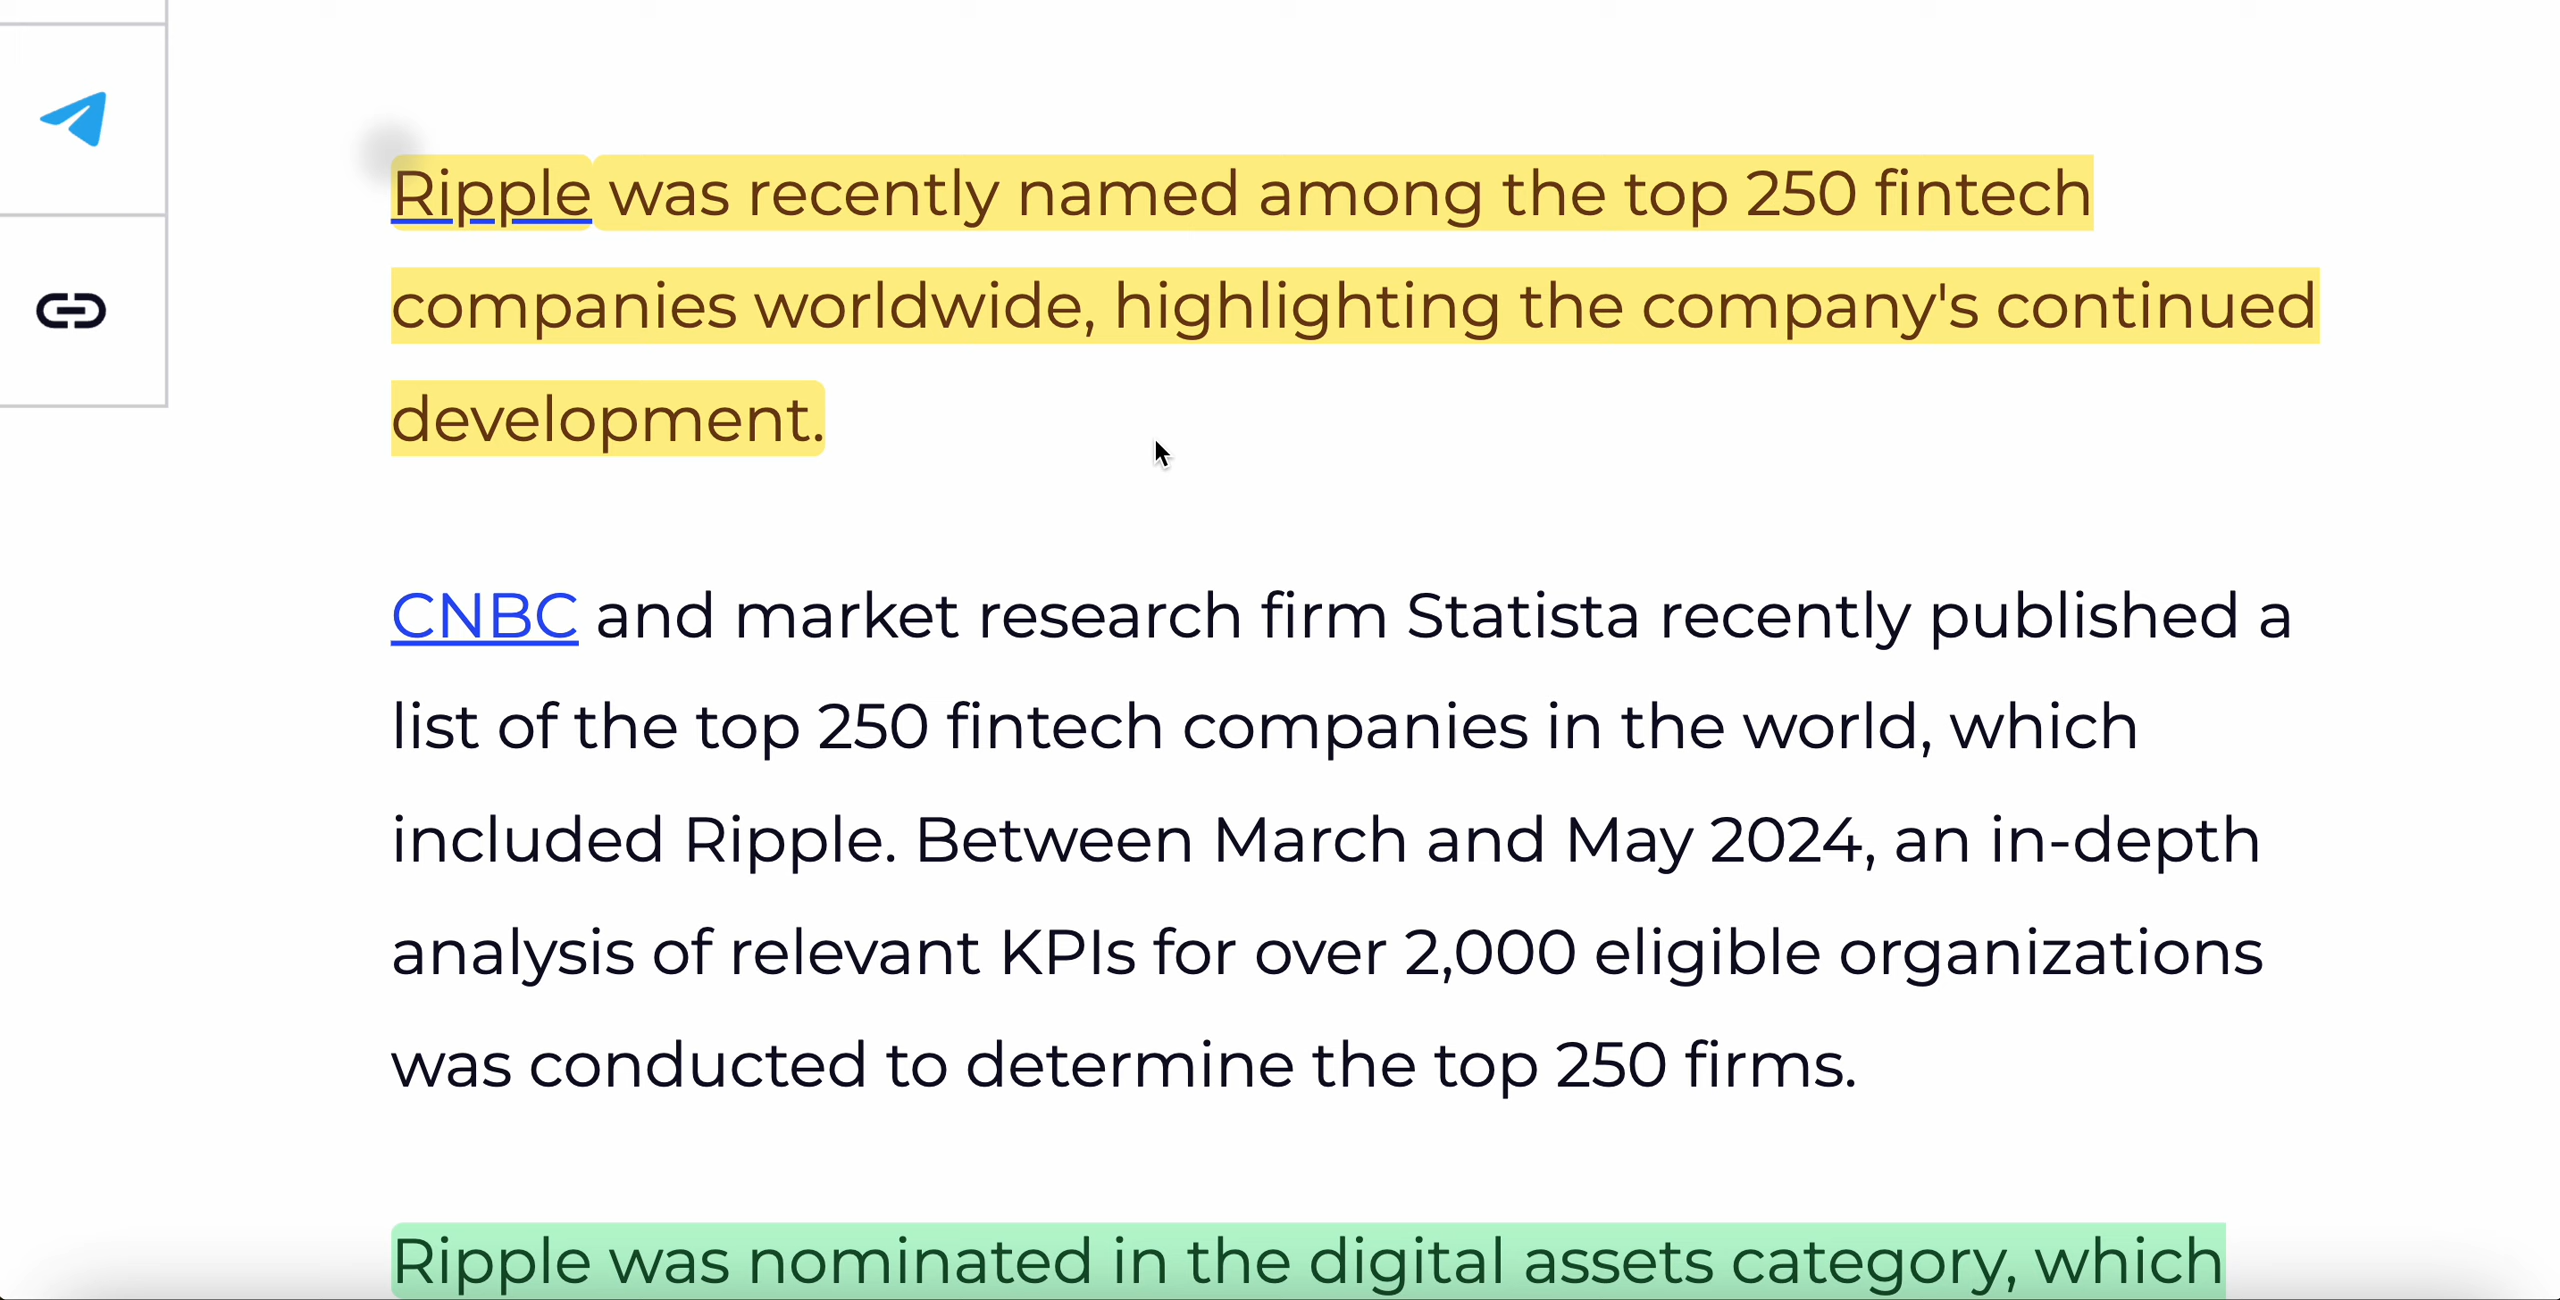 Ripple was recently named among the top 250 fintech
companies worldwide, highlighting the company's continued
development.
CNBC and market research firm Statista recently published a
list of the top 250 fintech companies in the world, which
included Ripple. Between March and May 2024, an in-depth
analysis of relevant KPIs for over 2,000 eligible organizations
was conducted to determine the top 250 firms.
Ripple was nominated in the digital assets category, which